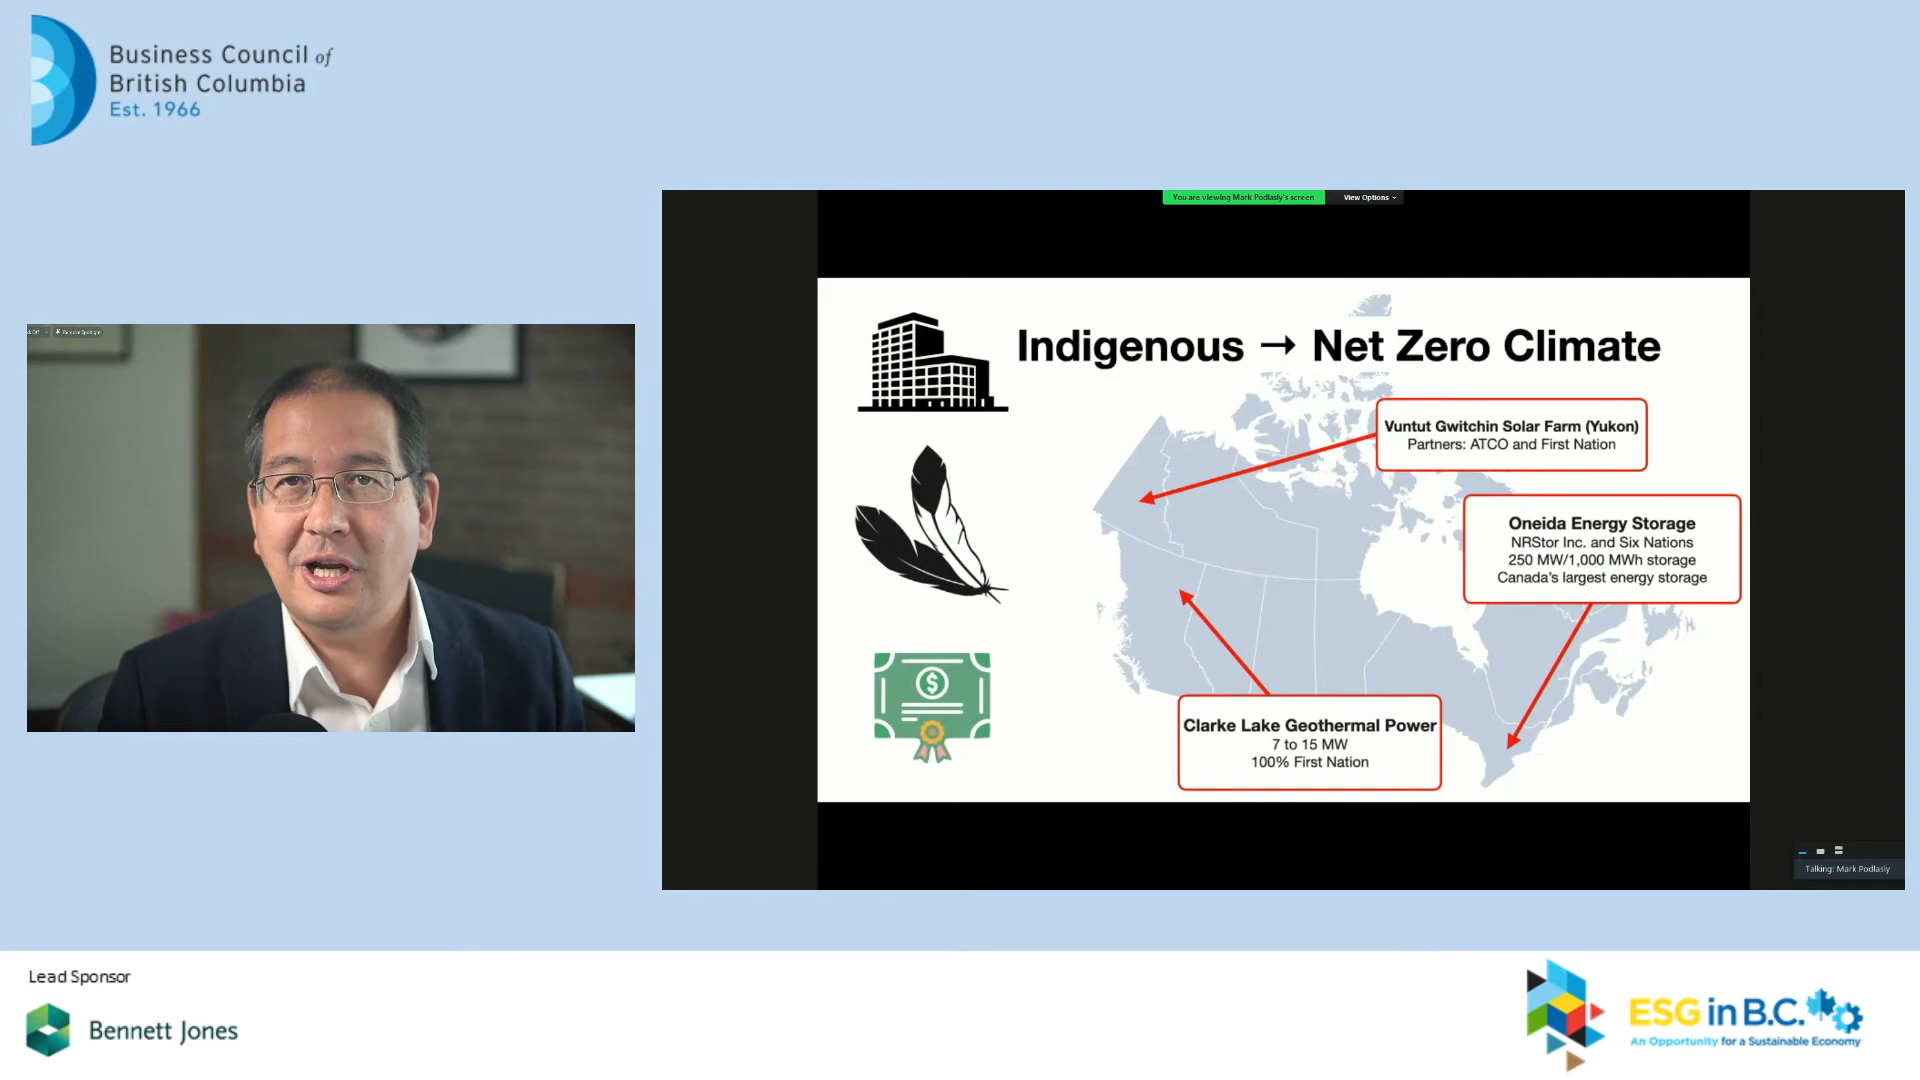 Business Council of
British Columbia
Est. 1966
You are viewing Mark Podlasly's screen
View Options
Remove Spotlight
Indigenous → Net Zero Climate
Vuntut Gwitchin Solar Farm (Yukon)
Partners: ATCO and First Nation
Oneida Energy Storage
NRStor Inc. and Six Nations
250 MW/1,000 MWh storage
Canada's largest energy storage
Clarke Lake Geothermal Power
7 to 15 MW
100% First Nation
$
Talking: Mark Podlasly
Lead Sponsor
Bennett Jones
ESG in B.C.
An Opportunity for a Sustainable Economy